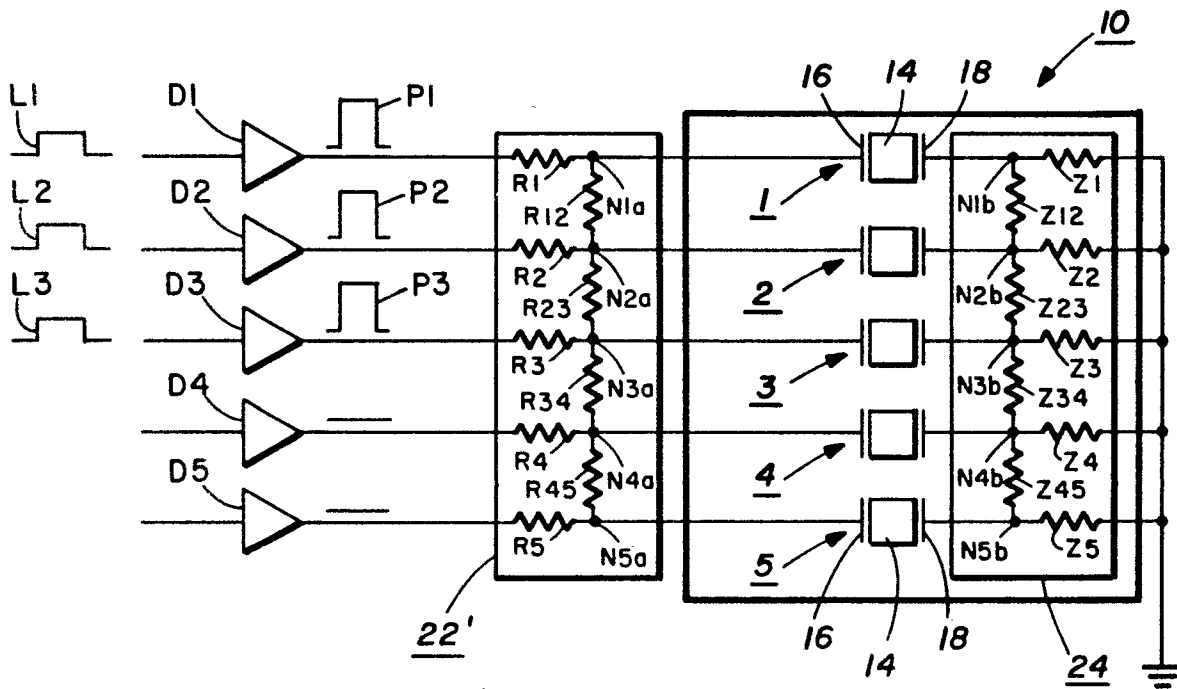 10
16 14 18
L1 D1 P1
R1 N1a R12 1 N1b Z1 Z12
L2 D2 P2
R2 N2a R23 2 N2b Z2 Z23
L3 D3 P3
R3 N3a R34 3 N3b Z3 Z34
D4
R4 N4a R45 4 N4b Z4 Z45
D5
R5 N5a 5 N5b Z5
16 14 18
22' 24